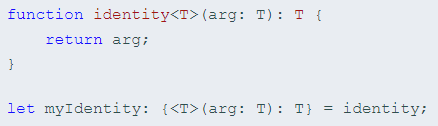 function identity<T>(arg: T): T {
    return arg;
}

let myIdentity: {<T>(arg: T): T} = identity;